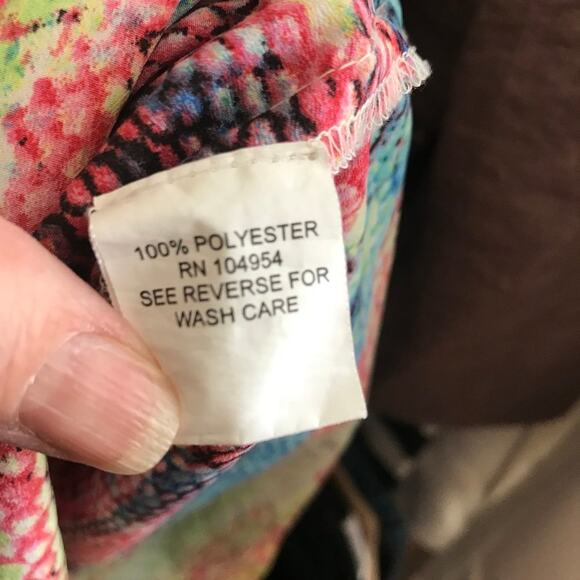 100% POLYESTER
RN 104954
SEE REVERSE FOR
WASH CARE